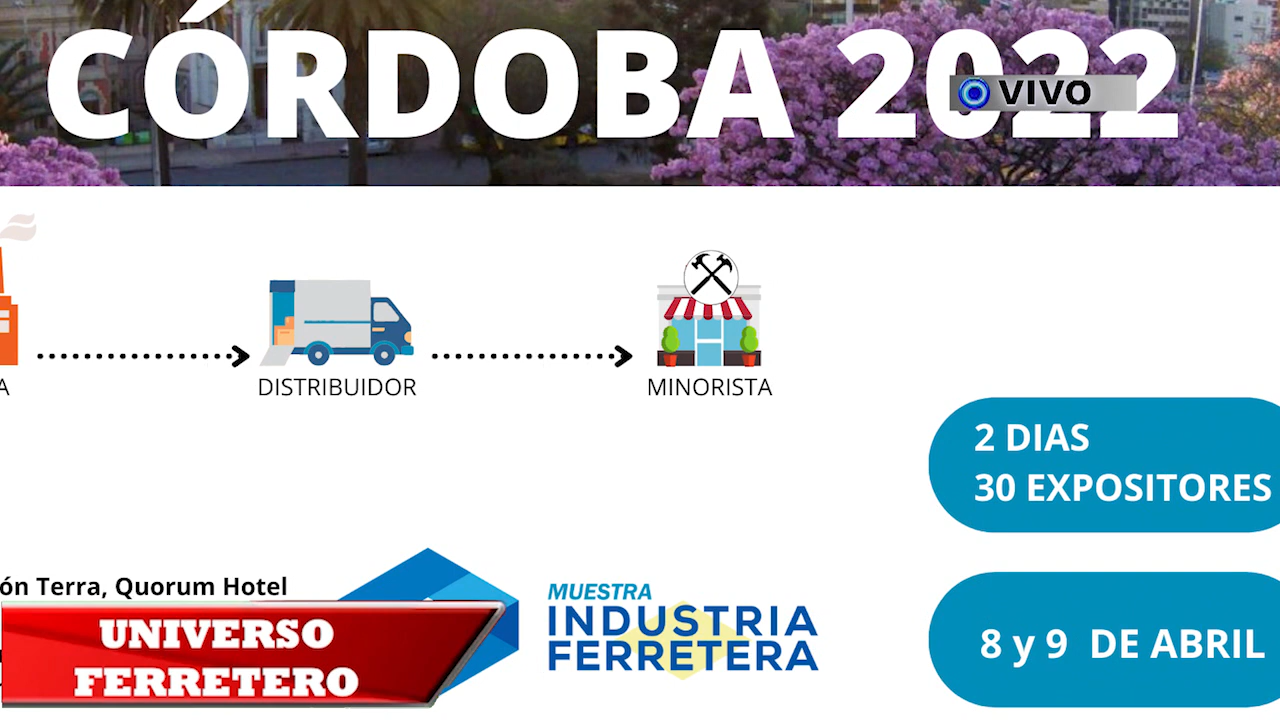 CÓRDOBA 2022
VIVO
A
DISTRIBUIDOR
MINORISTA
2 DIAS
30 EXPOSITORES
ón Terra, Quorum Hotel
MUESTRA
INDUSTRIA
FERRETERA
UNIVERSO
FERRETERO
8 y 9 DE ABRIL